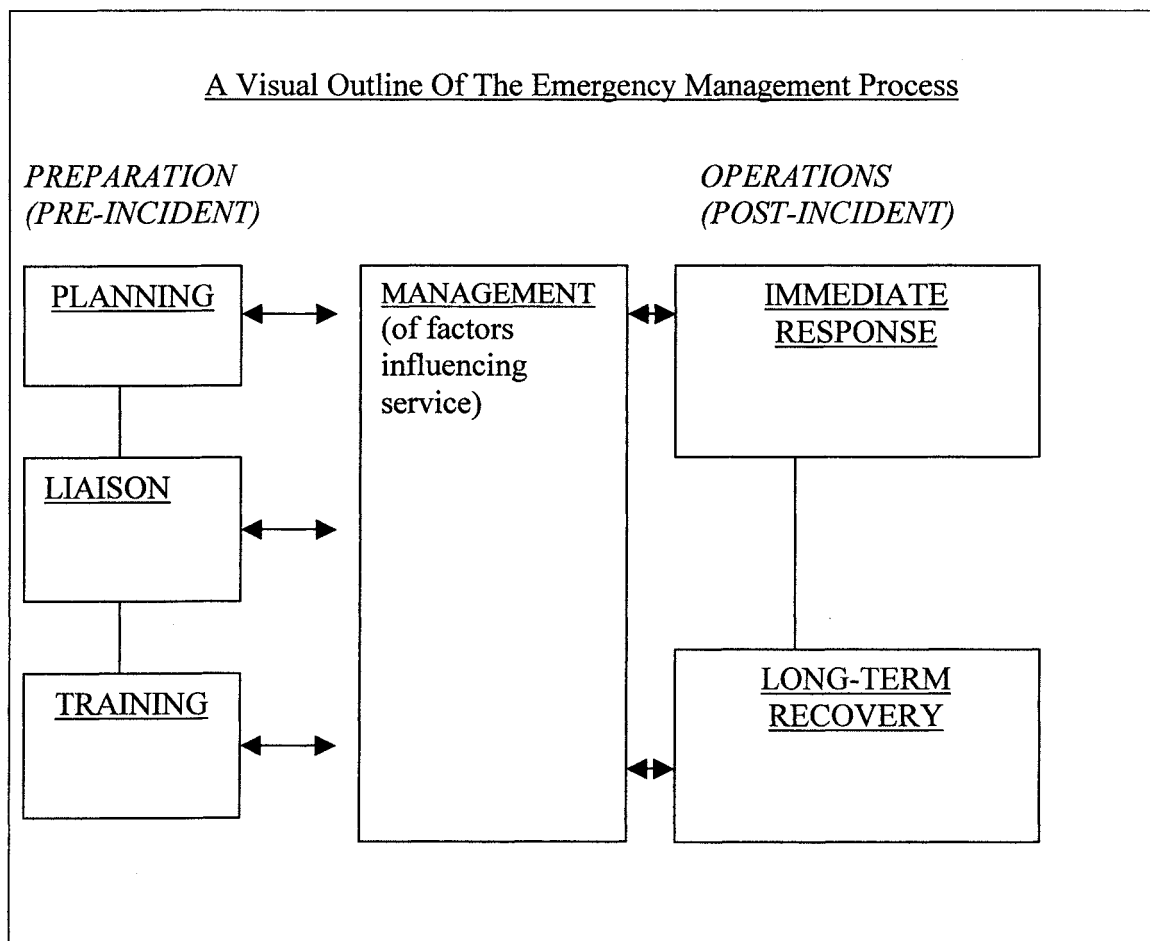 A Visual Outline Of The Emergency Management Process
PREPARATION
(PRE-INCIDENT)
OPERATIONS
(POST-INCIDENT)
PLANNING
LIAISON
TRAINING
MANAGEMENT
(of factors
influencing
service)
IMMEDIATE
RESPONSE
LONG-TERM
RECOVERY